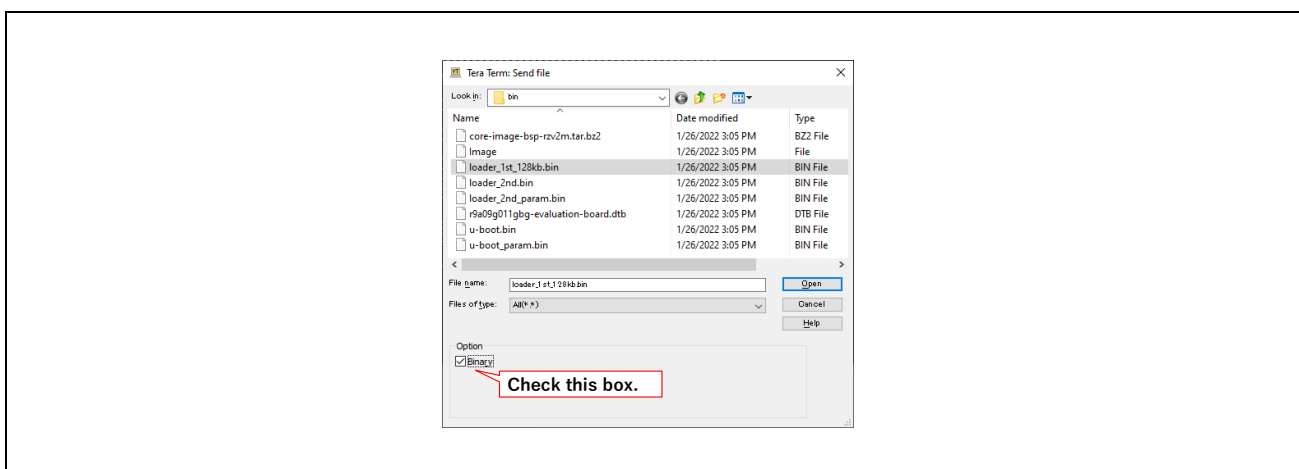 Tera Term: Send file
Look in: bin
Name Date modified Type
core-image-bsp-rzv2m.tar.bz2 1/26/2022 3:05 PM BZ2 File
Image 1/26/2022 3:05 PM File
loader_1st_128kb.bin 1/26/2022 3:05 PM BIN File
loader_2nd.bin 1/26/2022 3:05 PM BIN File
loader_2nd_param.bin 1/26/2022 3:05 PM BIN File
r9a09g011gbg-evaluation-board.dtb 1/26/2022 3:05 PM DTB File
u-boot.bin 1/26/2022 3:05 PM BIN File
u-boot_param.bin 1/26/2022 3:05 PM BIN File
File name: loader_1st_128kb.bin Open
Files of type: All(*.*) Cancel
Help
Option
Binary
Check this box.